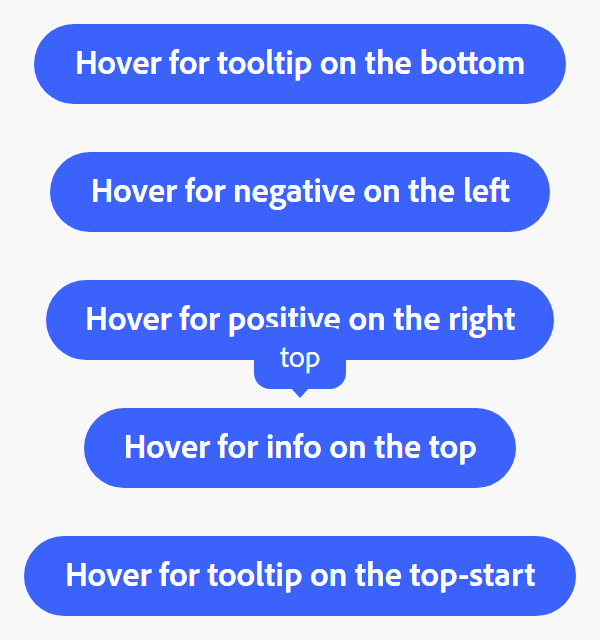 Hover for tooltip on the bottom
Hover for negative on the left
Hover for positive on the right
top
Hover for info on the top
Hover for tooltip on the top-start